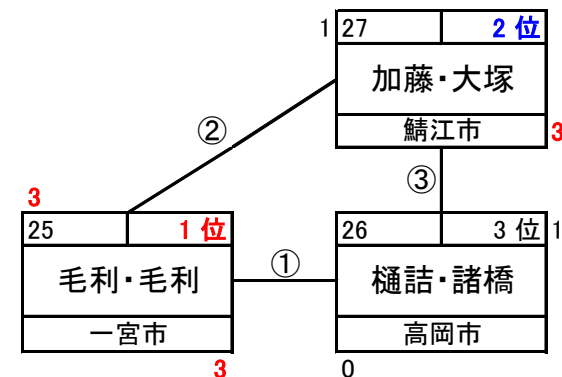 1 27 2 位
加藤・大塚
鯖江市 3
②
③
3
25 1 位
毛利・毛利
一宮市
3
①
26 3 位 1
樋詰・諸橋
高岡市
0